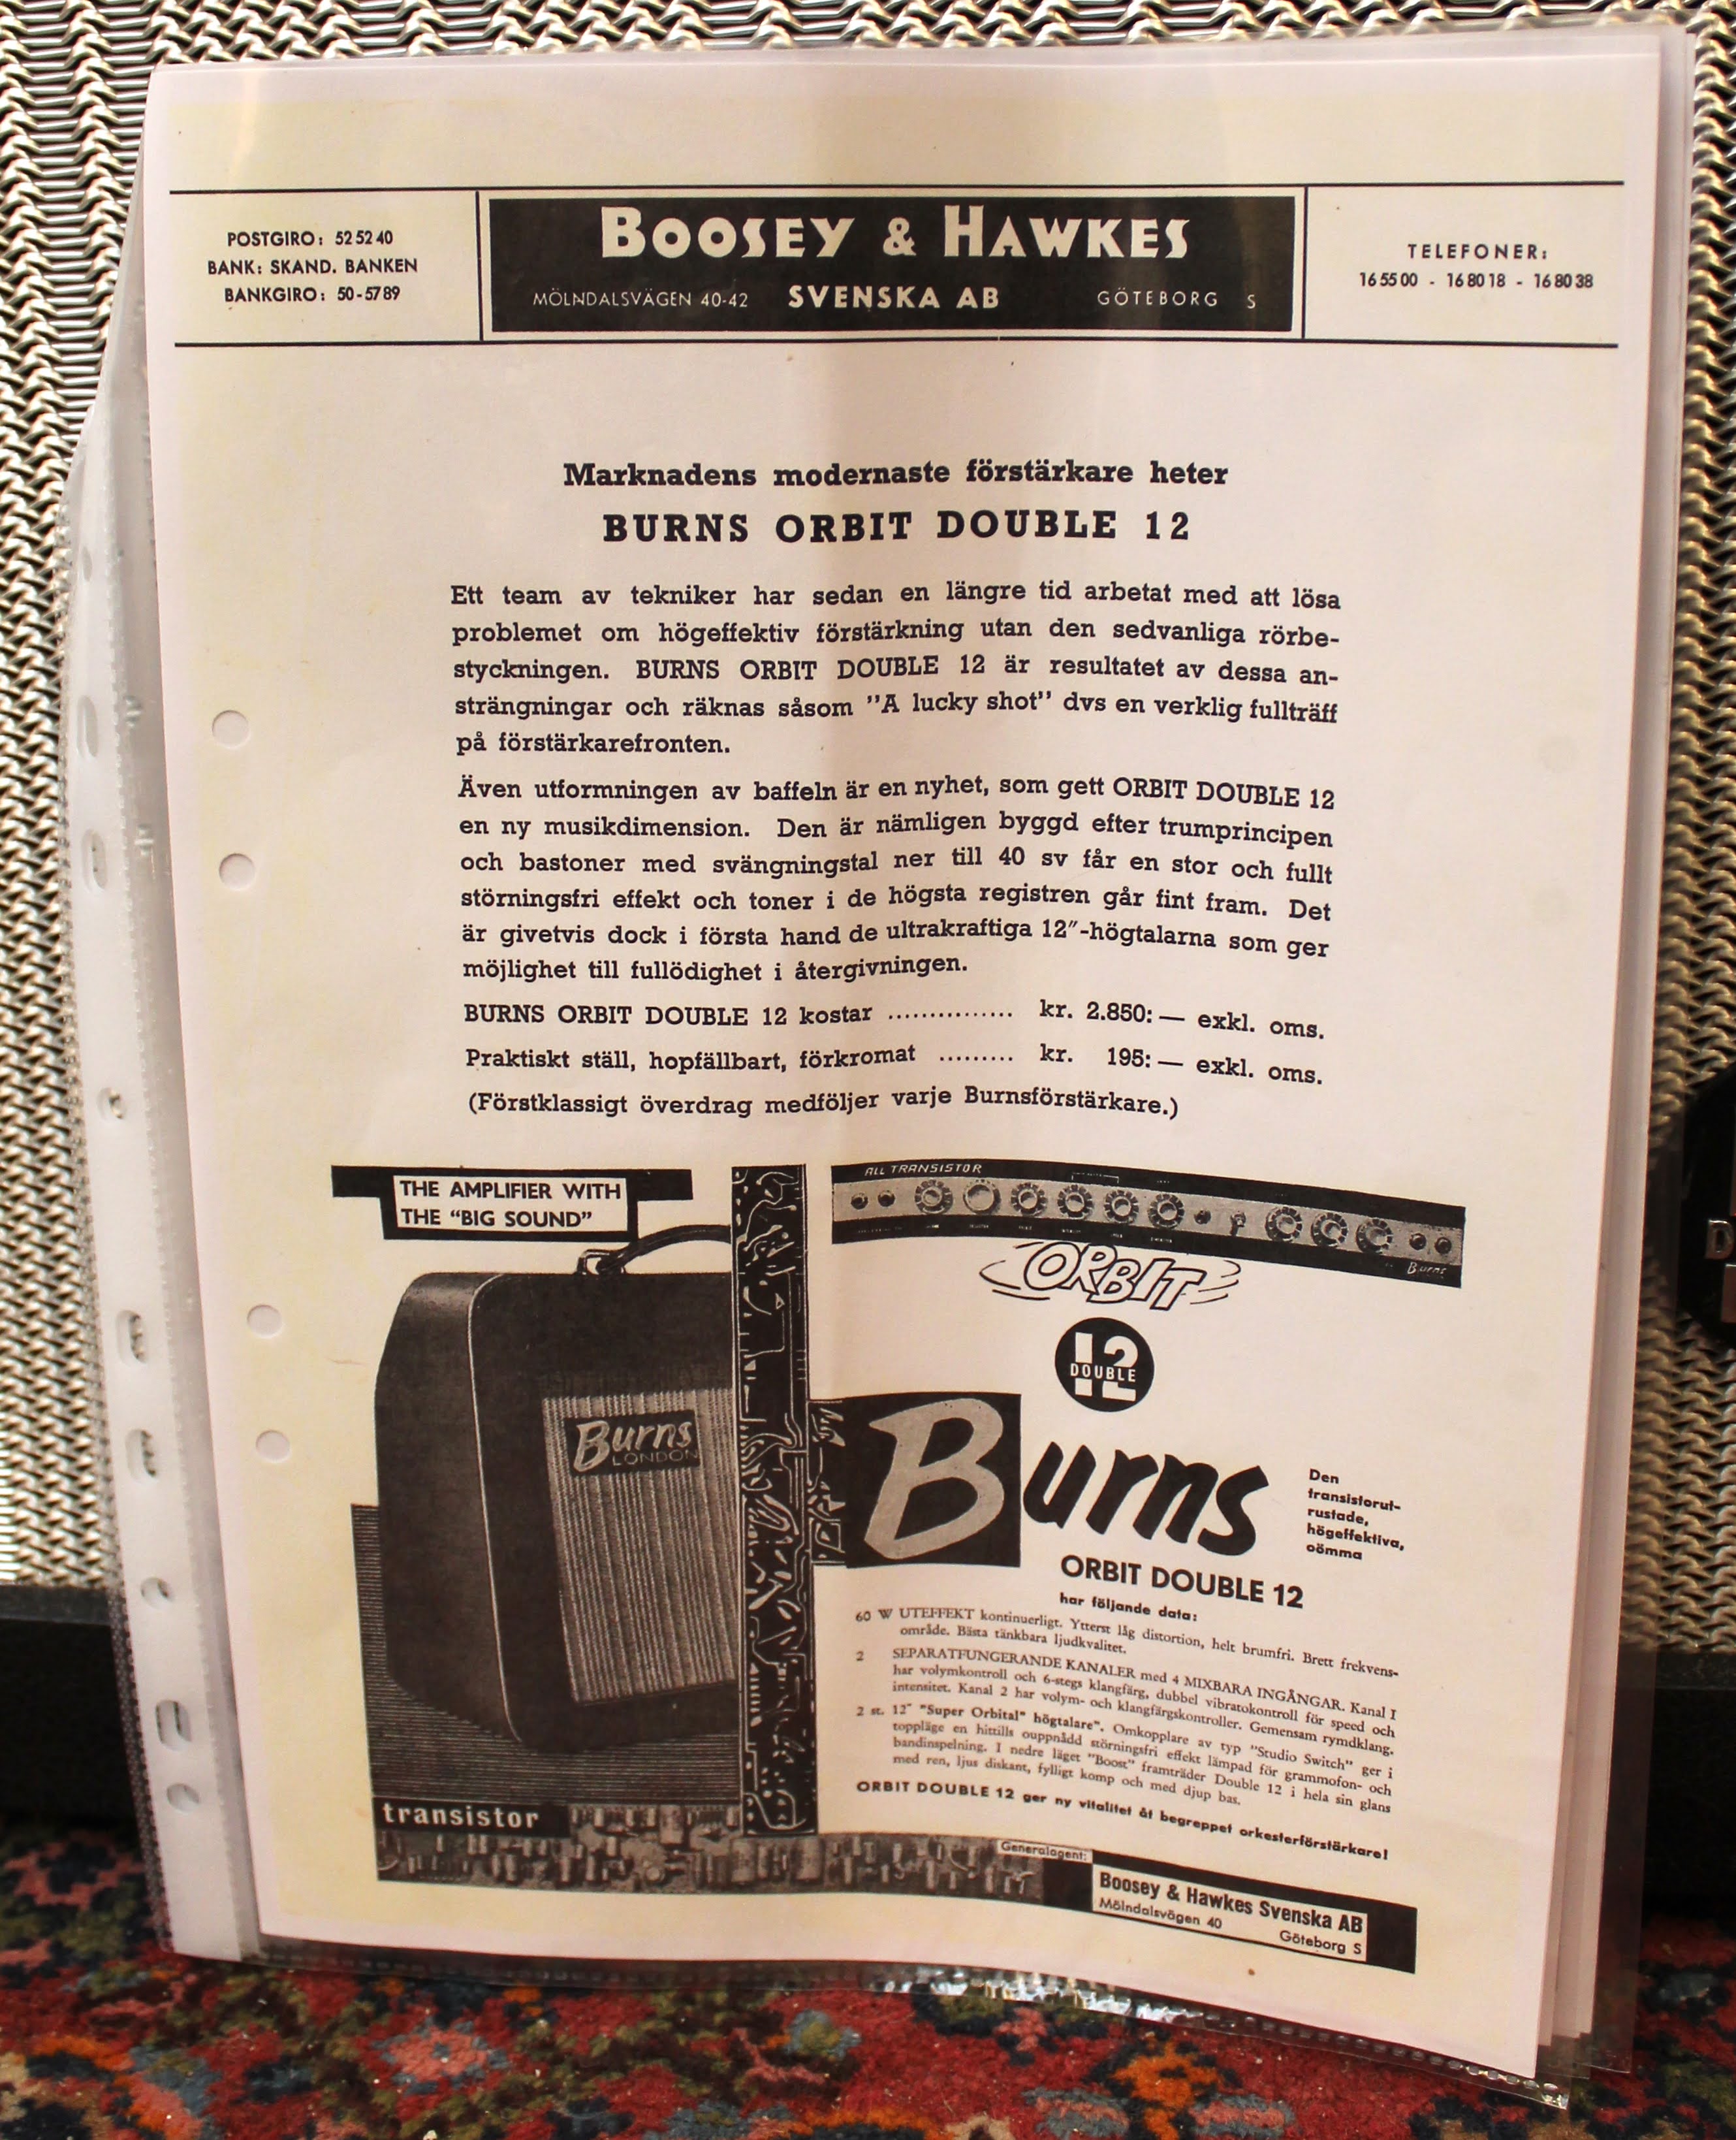 POSTGIRO: 52 52 40
BANK: SKAND. BANKEN
BANKGIRO: 50-57 89
BOOSEY & HAWKES
MÖLNDALSVÄGEN 40-42 SVENSKA AB GÖTEBORG S
TELEFONER:
16 55 00 - 16 80 18 - 16 80 38
Marknadens modernaste förstärkare heter
BURNS ORBIT DOUBLE 12
Ett team av tekniker har sedan en längre tid arbetat med att lösa
problemet om högeffektiv förstärkning utan den sedvanliga rörbe-
styckningen. BURNS ORBIT DOUBLE 12 är resultatet av dessa an-
strängningar och räknas såsom "A lucky shot" dvs en verklig fullträff
på förstärkarefronten.
Även utformningen av baffeln är en nyhet, som gett ORBIT DOUBLE 12
en ny musikdimension. Den är nämligen byggd efter trumprincipen
och bastoner med svängningstal ner till 40 sv får en stor och fullt
störningsfri effekt och toner i de högsta registren går fint fram. Det
är givetvis dock i första hand de ultrakraftiga 12"-högtalarna som ger
möjlighet till fullödighet i återgivningen.
BURNS ORBIT DOUBLE 12 kostar ............... kr. 2.850:— exkl. oms.
Praktiskt ställ, hopfällbart, förkromat ......... kr. 195:— exkl. oms.
(Förstklassigt överdrag medföljer varje Burnsförstärkare.)
THE AMPLIFIER WITH
THE "BIG SOUND"
ALL TRANSISTOR
Burns
ORBIT
12
DOUBLE
Burns
LONDON
Burns
Den
transistorut-
rustade,
högeffektiva,
oömma
ORBIT DOUBLE 12
har följande data:
60 W UTEFFEKT kontinuerligt. Ytterst låg distortion, helt brumfri. Brett frekvens-
område. Bästa tänkbara ljudkvalitet.
2 SEPARATFUNGERANDE KANALER med 4 MIXBARA INGÅNGAR. Kanal I
har volymkontroll och 6-stegs klangfärg, dubbel vibratokontroll för speed och
intensitet. Kanal 2 har volym- och klangfärgskontroller. Gemensam rymdklang.
2 st. 12" "Super Orbital" högtalare". Omkopplare av typ "Studio Switch" ger i
toppläge en hittills ouppnådd störningsfri effekt lämpad för grammofon- och
bandinspelning. I nedre läget "Boost" framträder Double 12 i hela sin glans
med ren, ljus diskant, fylligt komp och med djup bas.
ORBIT DOUBLE 12 ger ny vitalitet åt begreppet orkesterförstärkare!
transistor
Generalagent:
Boosey & Hawkes Svenska AB
Mölndalsvägen 40
Göteborg S